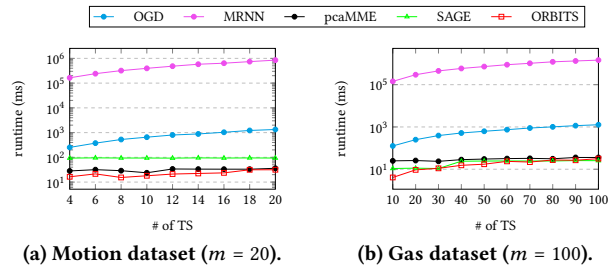 OGD MRNN pcaMME SAGE ORBITS
10^6
10^5
10^4
10^3
10^2
10^1
runtime (ms)
4 6 8 10 12 14 16 18 20
# of TS
(a) Motion dataset (m = 20).
10^5
10^3
10^1
runtime (ms)
10 20 30 40 50 60 70 80 90 100
# of TS
(b) Gas dataset (m = 100).